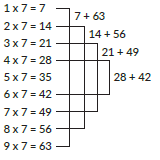 1 x 7 = 7
2 x 7 = 14
3 x 7 = 21
4 x 7 = 28
5 x 7 = 35
6 x 7 = 42
7 x 7 = 49
8 x 7 = 56
9 x 7 = 63
7 + 63
14 + 56
21 + 49
28 + 42